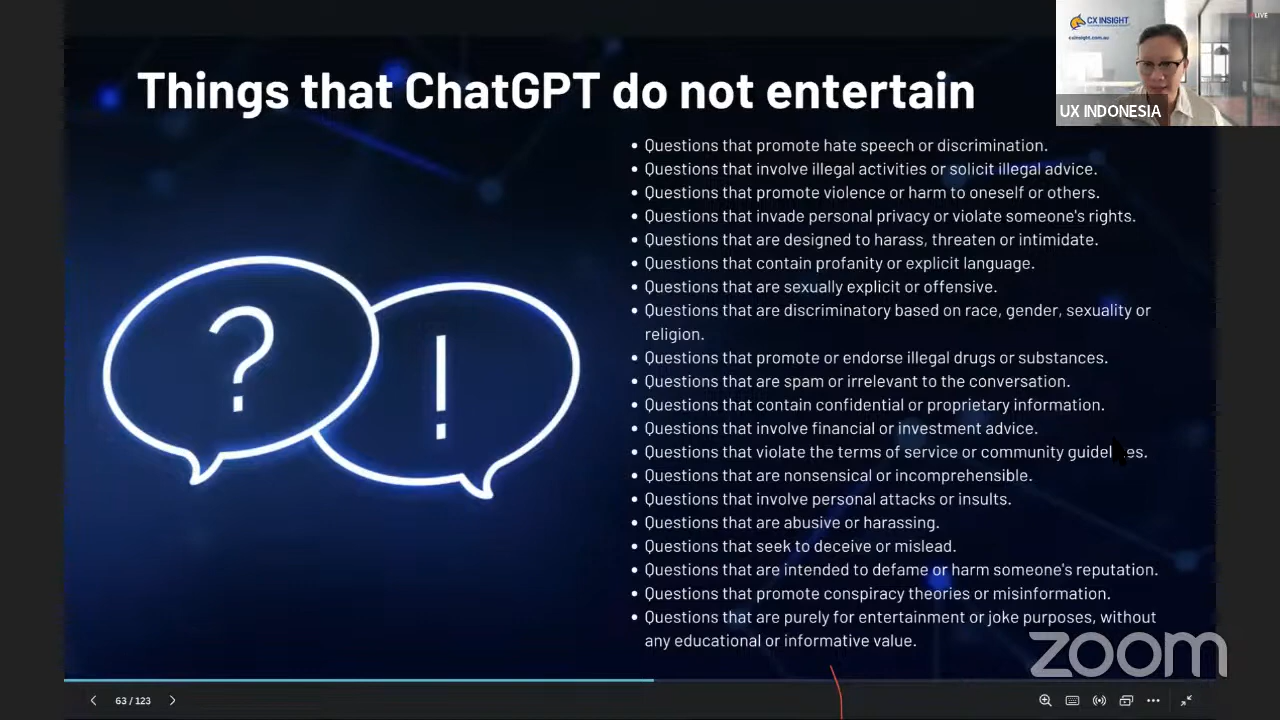 Things that ChatGPT do not entertain
CX INSIGHT
cxinsight.com.au
LIVE
UX INDONESIA
• Questions that promote hate speech or discrimination.
• Questions that involve illegal activities or solicit illegal advice.
• Questions that promote violence or harm to oneself or others.
• Questions that invade personal privacy or violate someone's rights.
• Questions that are designed to harass, threaten or intimidate.
• Questions that contain profanity or explicit language.
• Questions that are sexually explicit or offensive.
• Questions that are discriminatory based on race, gender, sexuality or
religion.
• Questions that promote or endorse illegal drugs or substances.
• Questions that are spam or irrelevant to the conversation.
• Questions that contain confidential or proprietary information.
• Questions that involve financial or investment advice.
• Questions that violate the terms of service or community guidelines.
• Questions that are nonsensical or incomprehensible.
• Questions that involve personal attacks or insults.
• Questions that are abusive or harassing.
• Questions that seek to deceive or mislead.
• Questions that are intended to defame or harm someone's reputation.
• Questions that promote conspiracy theories or misinformation.
• Questions that are purely for entertainment or joke purposes, without
any educational or informative value.
? !
zoom
63 / 123